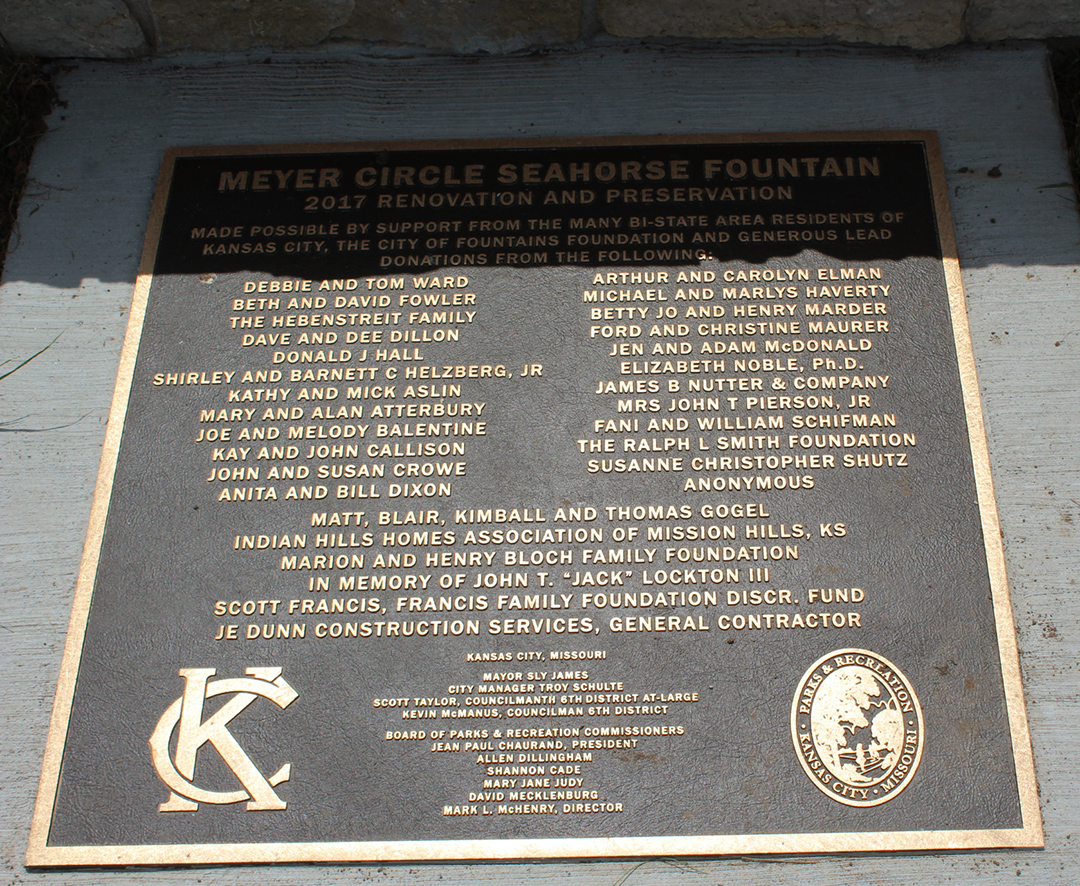 MEYER CIRCLE SEAHORSE FOUNTAIN
2017 RENOVATION AND PRESERVATION
MADE POSSIBLE BY SUPPORT FROM THE MANY BI-STATE AREA RESIDENTS OF
KANSAS CITY, THE CITY OF FOUNTAINS FOUNDATION AND GENEROUS LEAD
DONATIONS FROM THE FOLLOWING:
DEBBIE AND TOM WARD
BETH AND DAVID FOWLER
THE HEBENSTREIT FAMILY
DAVE AND DEE DILLON
DONALD J HALL
SHIRLEY AND BARNETT C HELZBERG, JR
KATHY AND MICK ASLIN
MARY AND ALAN ATTERBURY
JOE AND MELODY BALENTINE
KAY AND JOHN CALLISON
JOHN AND SUSAN CROWE
ANITA AND BILL DIXON
ARTHUR AND CAROLYN ELMAN
MICHAEL AND MARLYS HAVERTY
BETTY JO AND HENRY MARDER
FORD AND CHRISTINE MAURER
JEN AND ADAM McDONALD
ELIZABETH NOBLE, Ph.D.
JAMES B NUTTER & COMPANY
MRS JOHN T PIERSON, JR
FANI AND WILLIAM SCHIFMAN
THE RALPH L SMITH FOUNDATION
SUSANNE CHRISTOPHER SHUTZ
ANONYMOUS
MATT, BLAIR, KIMBALL AND THOMAS GOGEL
INDIAN HILLS HOMES ASSOCIATION OF MISSION HILLS, KS
MARION AND HENRY BLOCH FAMILY FOUNDATION
IN MEMORY OF JOHN T. “JACK” LOCKTON III
SCOTT FRANCIS, FRANCIS FAMILY FOUNDATION DISCR. FUND
JE DUNN CONSTRUCTION SERVICES, GENERAL CONTRACTOR
KANSAS CITY, MISSOURI
MAYOR SLY JAMES
CITY MANAGER TROY SCHULTE
SCOTT TAYLOR, COUNCILMANTH 6TH DISTRICT AT-LARGE
KEVIN McMANUS, COUNCILMAN 6TH DISTRICT
BOARD OF PARKS & RECREATION COMMISSIONERS
JEAN PAUL CHAURAND, PRESIDENT
ALLEN DILLINGHAM
SHANNON CADE
MARY JANE JUDY
DAVID MECKLENBURG
MARK L. McHENRY, DIRECTOR
KC
PARKS & RECREATION
KANSAS CITY • MISSOURI